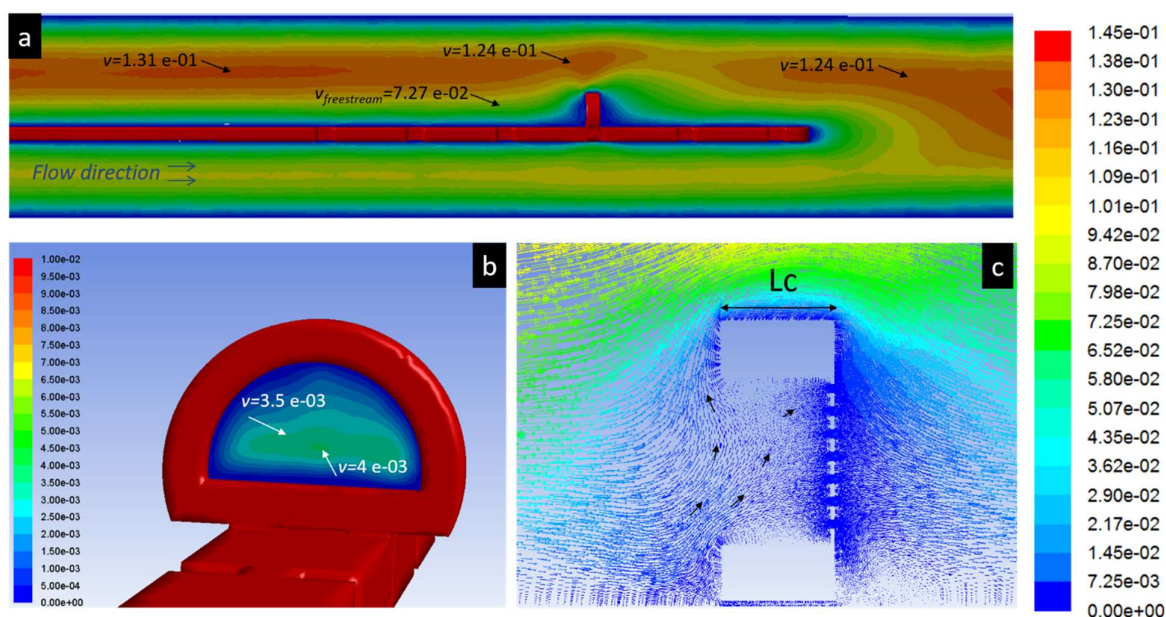 a
v=1.31 e-01
v=1.24 e-01
v=1.24 e-01
vfreestream=7.27 e-02
Flow direction
b
1.00e-02
9.50e-03
9.00e-03
8.50e-03
8.00e-03
7.50e-03
7.00e-03
6.50e-03
6.00e-03
5.50e-03
5.00e-03
4.50e-03
4.00e-03
3.50e-03
3.00e-03
2.50e-03
2.00e-03
1.50e-03
1.00e-03
5.00e-04
0.00e+00
v=3.5 e-03
v=4 e-03
c
Lc
1.45e-01
1.38e-01
1.30e-01
1.23e-01
1.16e-01
1.09e-01
1.01e-01
9.42e-02
8.70e-02
7.98e-02
7.25e-02
6.52e-02
5.80e-02
5.07e-02
4.35e-02
3.62e-02
2.90e-02
2.17e-02
1.45e-02
7.25e-03
0.00e+00